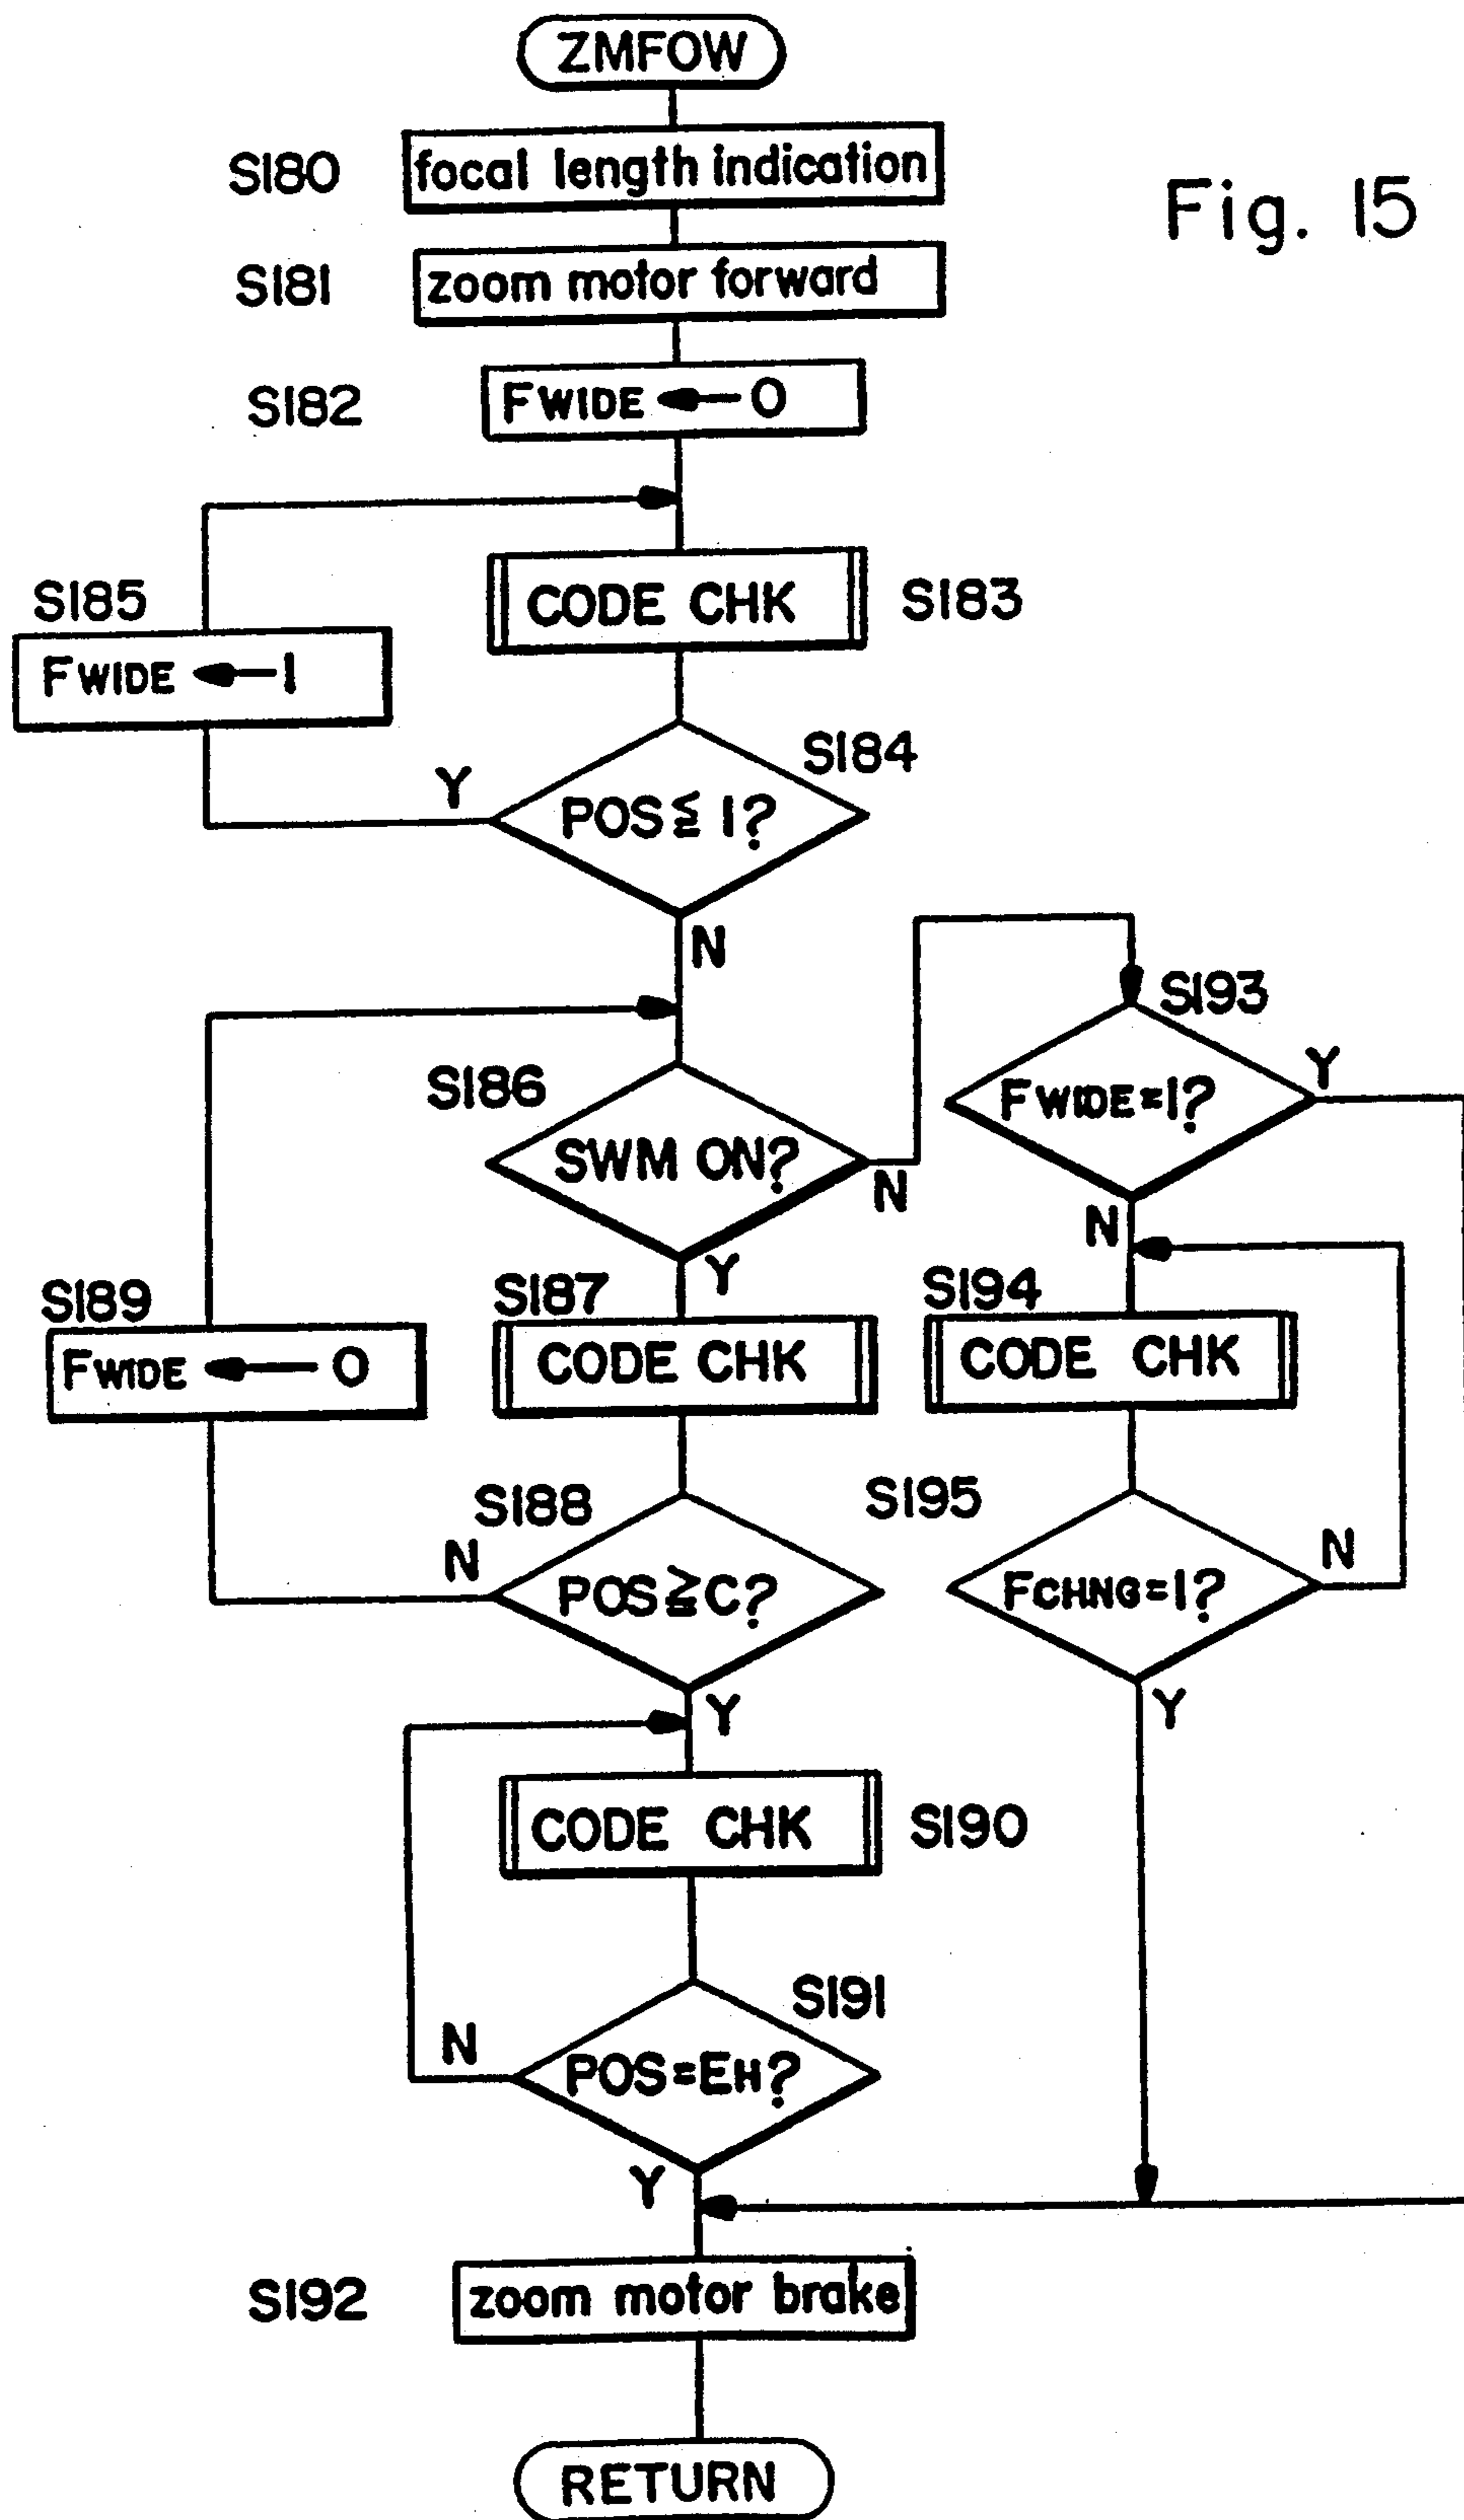 ZMFOW
S180
focal length indication
Fig. 15
S181
zoom motor forward
S182
FWIDE ← 0
S185
FWIDE ← 1
CODE CHK
S183
S184
Y
POS ≦ 1?
N
S193
Y
S186
FWIDE=1?
SWM ON?
N
N
Y
S189
FWIDE ← 0
S187
CODE CHK
S194
CODE CHK
S188
S195
N
POS≧C?
FCHNG=1?
N
Y
Y
CODE CHK
S190
S191
N
POS=EH?
Y
S192
zoom motor brake
RETURN